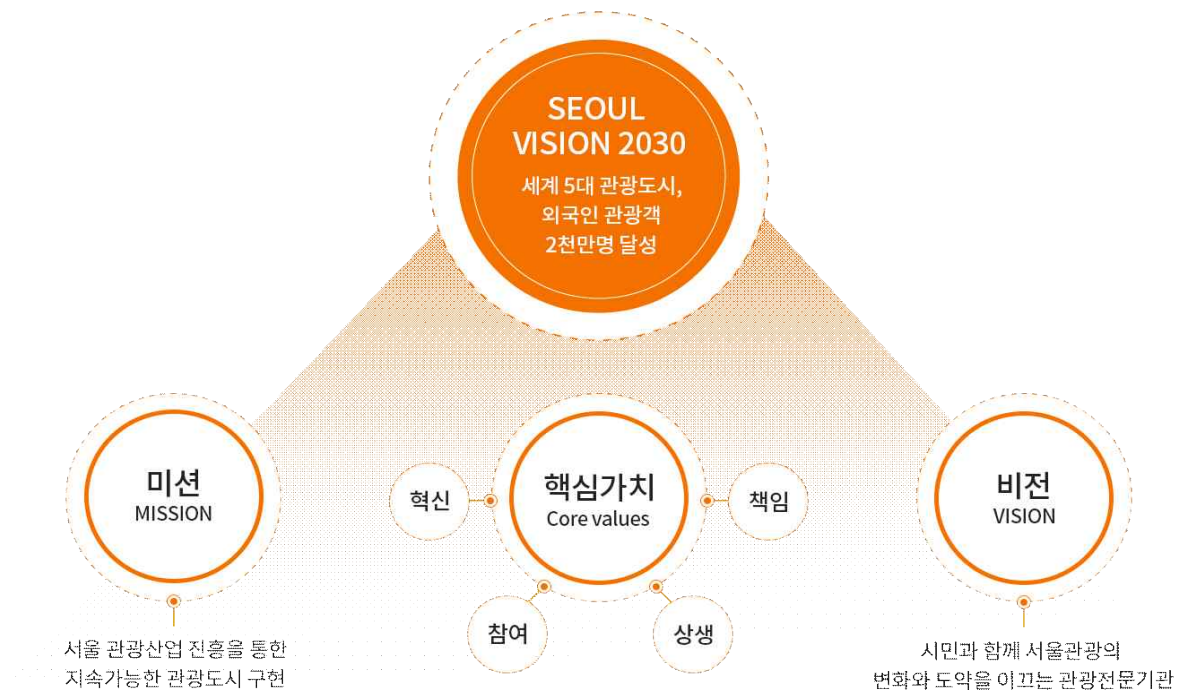 SEOUL
VISION 2030
세계 5대 관광도시,
외국인 관광객
2천만명 달성
미션
MISSION
서울 관광산업 진흥을 통한
지속가능한 관광도시 구현
핵심가치
Core values
혁신
참여
상생
책임
비전
VISION
시민과 함께 서울관광의
변화와 도약을 이끄는 관광전문기관